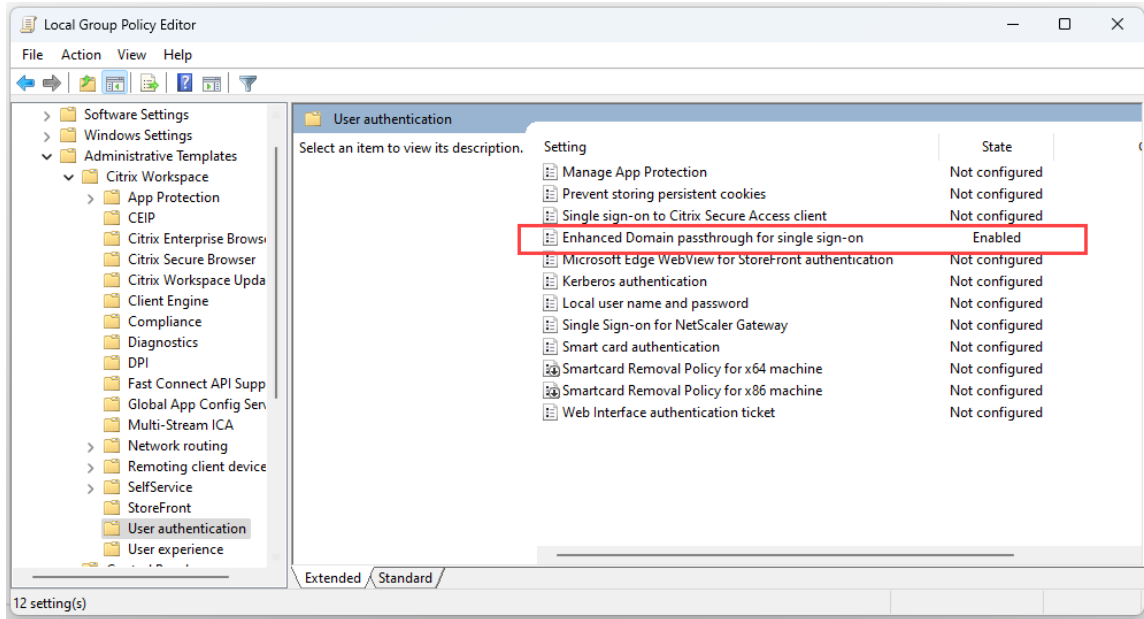 Local Group Policy Editor
File Action View Help
Software Settings
Windows Settings
Administrative Templates
Citrix Workspace
App Protection
CEIP
Citrix Enterprise Brows
Citrix Secure Browser
Citrix Workspace Upda
Client Engine
Compliance
Diagnostics
DPI
Fast Connect API Supp
Global App Config Serv
Multi-Stream ICA
Network routing
Remoting client device
SelfService
StoreFront
User authentication
User experience
User authentication
Select an item to view its description.
Setting State
Manage App Protection Not configured
Prevent storing persistent cookies Not configured
Single sign-on to Citrix Secure Access client Not configured
Enhanced Domain passthrough for single sign-on Enabled
Microsoft Edge WebView for StoreFront authentication Not configured
Kerberos authentication Not configured
Local user name and password Not configured
Single Sign-on for NetScaler Gateway Not configured
Smart card authentication Not configured
Smartcard Removal Policy for x64 machine Not configured
Smartcard Removal Policy for x86 machine Not configured
Web Interface authentication ticket Not configured
Extended Standard
12 setting(s)